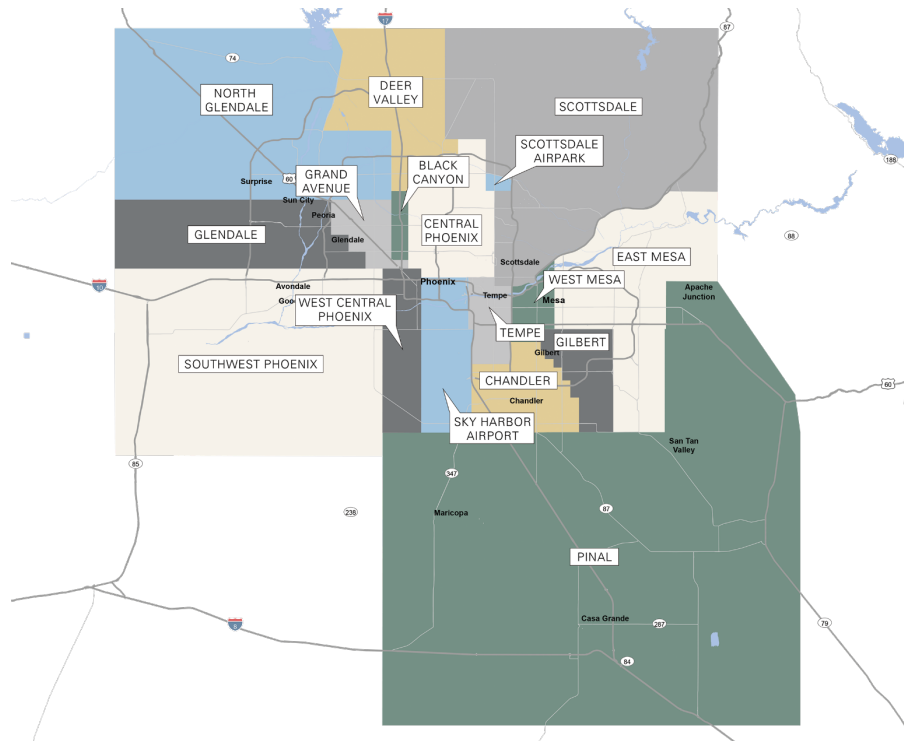 17
87
74
NORTH
GLENDALE
DEER
VALLEY
SCOTTSDALE
SCOTTSDALE
AIRPARK
188
BLACK
CANYON
GRAND
AVENUE
60
Surprise
Sun City
Peoria
CENTRAL
PHOENIX
GLENDALE
Glendale
88
EAST MESA
Scottsdale
WEST MESA
Phoenix
10
Avondale
Goo
Tempe
Mesa
Apache
Junction
WEST CENTRAL
PHOENIX
TEMPE
GILBERT
Gilbert
SOUTHWEST PHOENIX
CHANDLER
60
Chandler
SKY HARBOR
AIRPORT
San Tan
Valley
85
347
87
238
Maricopa
PINAL
Casa Grande
287
79
8
84